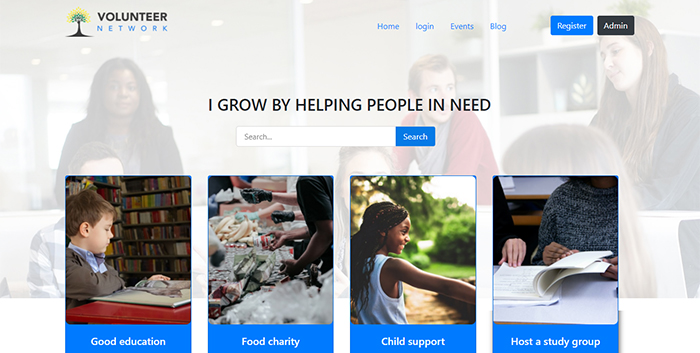 VOLUNTEER
NETWORK
Home login Events Blog Register Admin
I GROW BY HELPING PEOPLE IN NEED
Search... Search
Good education Food charity Child support Host a study group